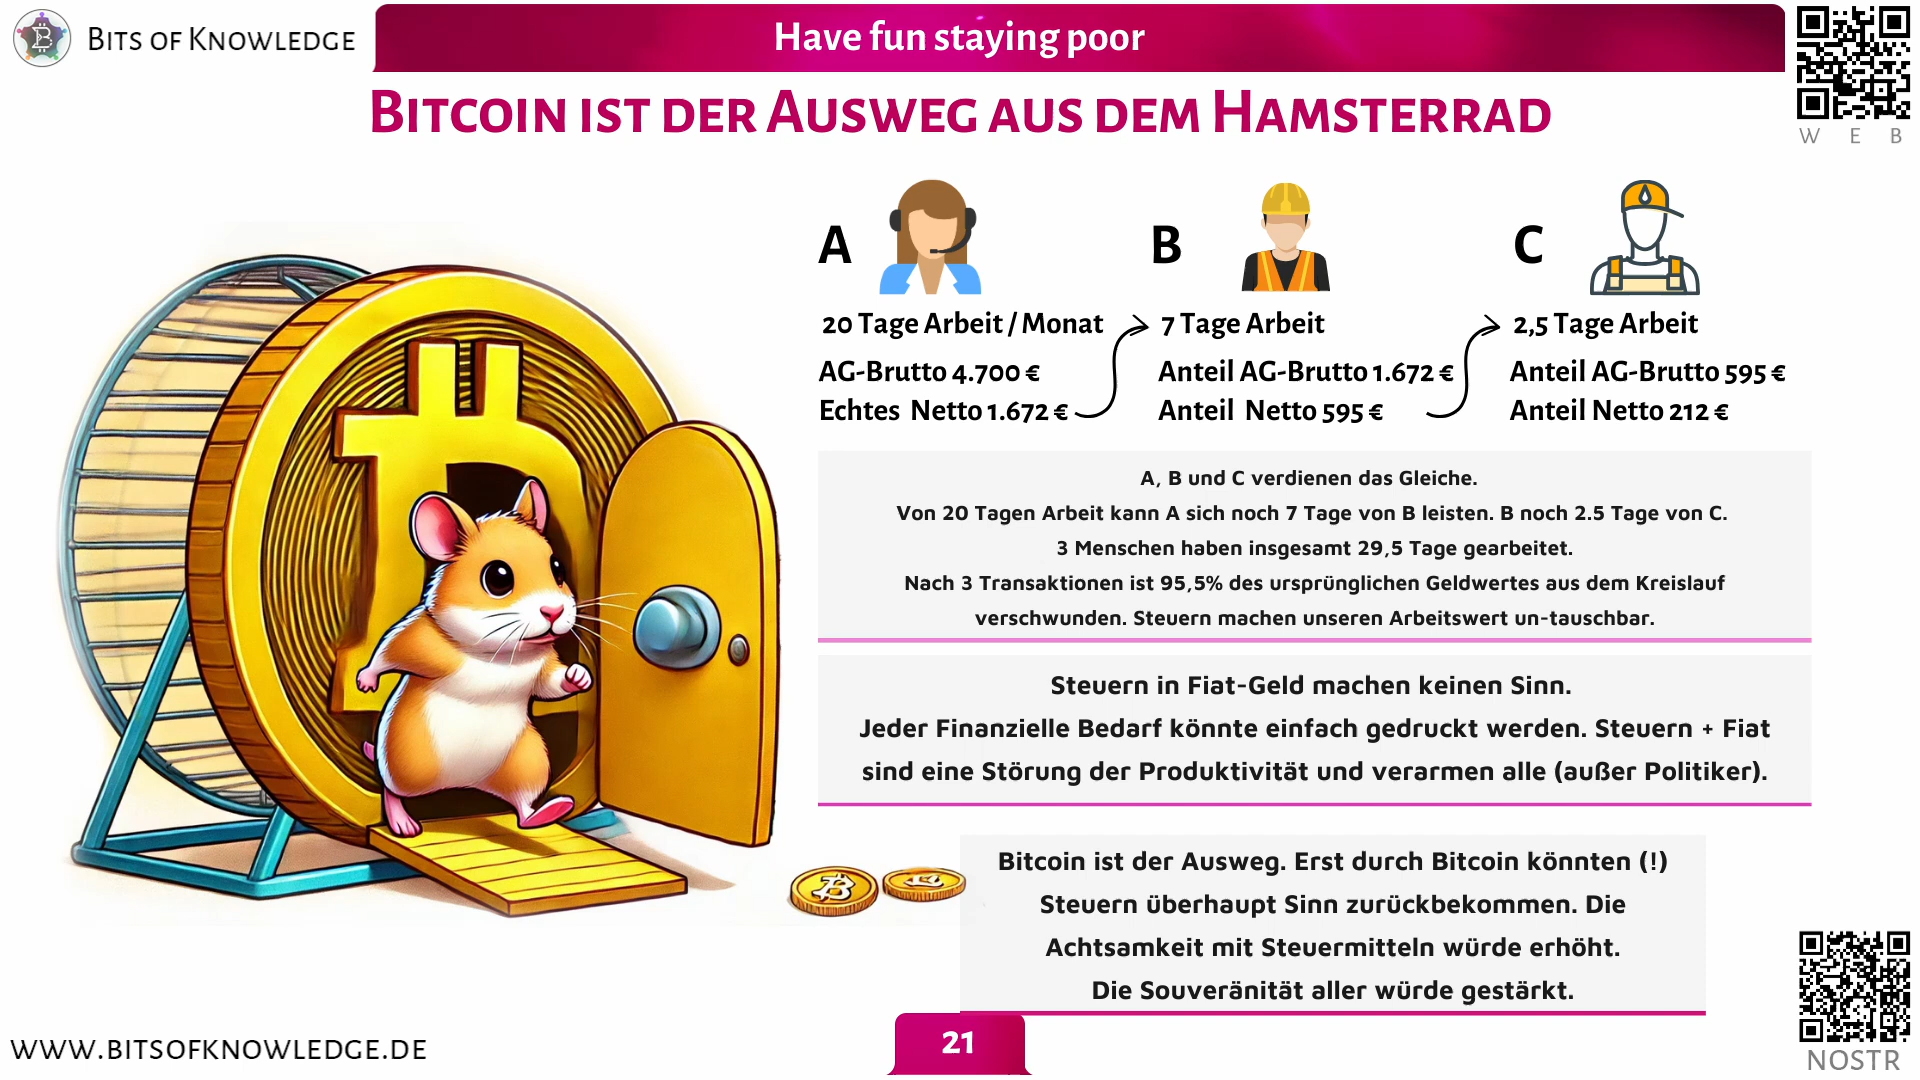 Bits of Knowledge
Have fun staying poor
Bitcoin ist der Ausweg aus dem Hamsterrad
WEB
A
B
C
20 Tage Arbeit / Monat
7 Tage Arbeit
2,5 Tage Arbeit
AG-Brutto 4.700 €
Anteil AG-Brutto 1.672 €
Anteil AG-Brutto 595 €
Echtes Netto 1.672 €
Anteil Netto 595 €
Anteil Netto 212 €
A, B und C verdienen das Gleiche.
Von 20 Tagen Arbeit kann A sich noch 7 Tage von B leisten. B noch 2.5 Tage von C.
3 Menschen haben insgesamt 29,5 Tage gearbeitet.
Nach 3 Transaktionen ist 95,5% des ursprünglichen Geldwertes aus dem Kreislauf
verschwunden. Steuern machen unseren Arbeitswert un-tauschbar.
Steuern in Fiat-Geld machen keinen Sinn.
Jeder Finanzielle Bedarf könnte einfach gedruckt werden. Steuern + Fiat
sind eine Störung der Produktivität und verarmen alle (außer Politiker).
Bitcoin ist der Ausweg. Erst durch Bitcoin könnten (!)
Steuern überhaupt Sinn zurückbekommen. Die
Achtsamkeit mit Steuermitteln würde erhöht.
Die Souveränität aller würde gestärkt.
WWW.BITSOFKNOWLEDGE.DE
21
NOSTR